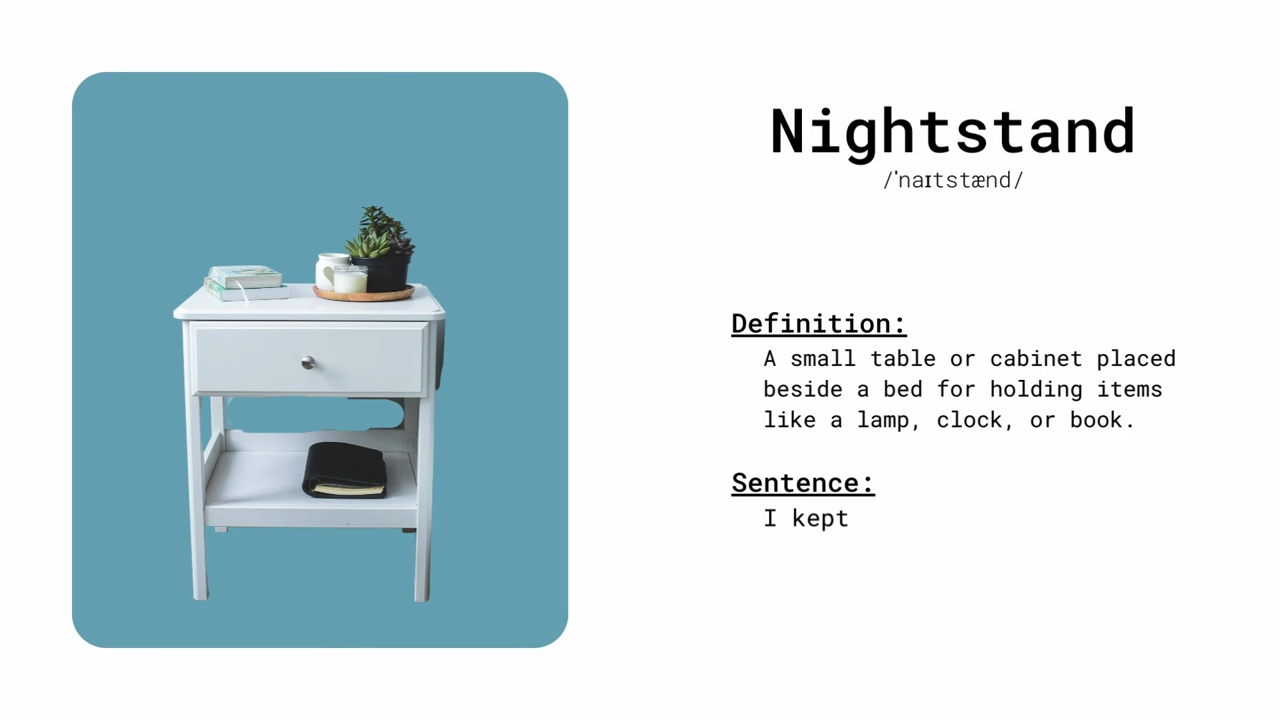 Nightstand
/ˈnaɪtstænd/
Definition:
A small table or cabinet placed
beside a bed for holding items
like a lamp, clock, or book.
Sentence:
I kept